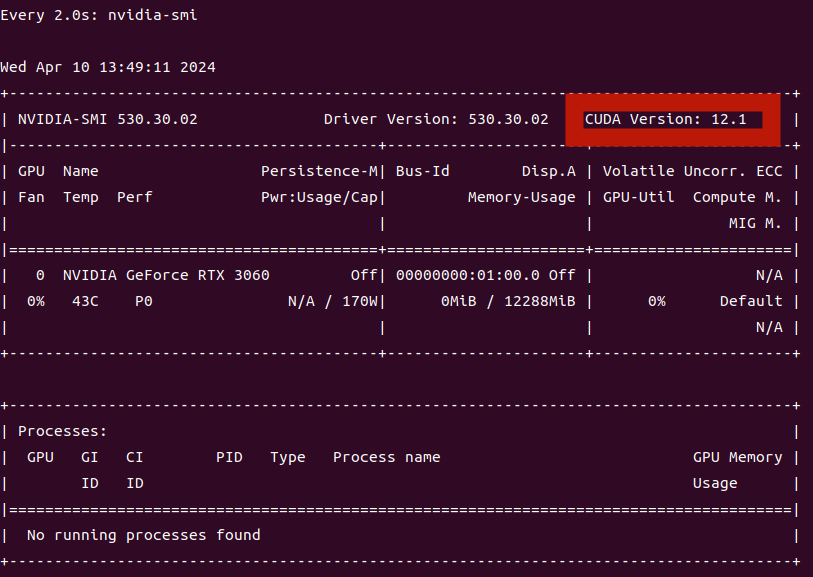 Every 2.0s: nvidia-smi
Wed Apr 10 13:49:11 2024
+-----------------------------------------------------------------------------------------+
| NVIDIA-SMI 530.30.02              Driver Version: 530.30.02    CUDA Version: 12.1     |
|-----------------------------------------+----------------------+----------------------+
| GPU  Name                  Persistence-M| Bus-Id        Disp.A | Volatile Uncorr. ECC |
| Fan  Temp  Perf            Pwr:Usage/Cap|         Memory-Usage | GPU-Util  Compute M. |
|                                         |                      |               MIG M. |
|=========================================+======================+======================|
|   0  NVIDIA GeForce RTX 3060         Off| 00000000:01:00.0 Off |                  N/A |
|  0%   43C    P0               N/A / 170W|      0MiB / 12288MiB |      0%      Default |
|                                         |                      |                  N/A |
+-----------------------------------------+----------------------+----------------------+
+---------------------------------------------------------------------------------------+
| Processes:                                                                            |
|  GPU   GI   CI        PID   Type   Process name                            GPU Memory |
|        ID   ID                                                             Usage      |
|=======================================================================================|
|  No running processes found                                                           |
+---------------------------------------------------------------------------------------+